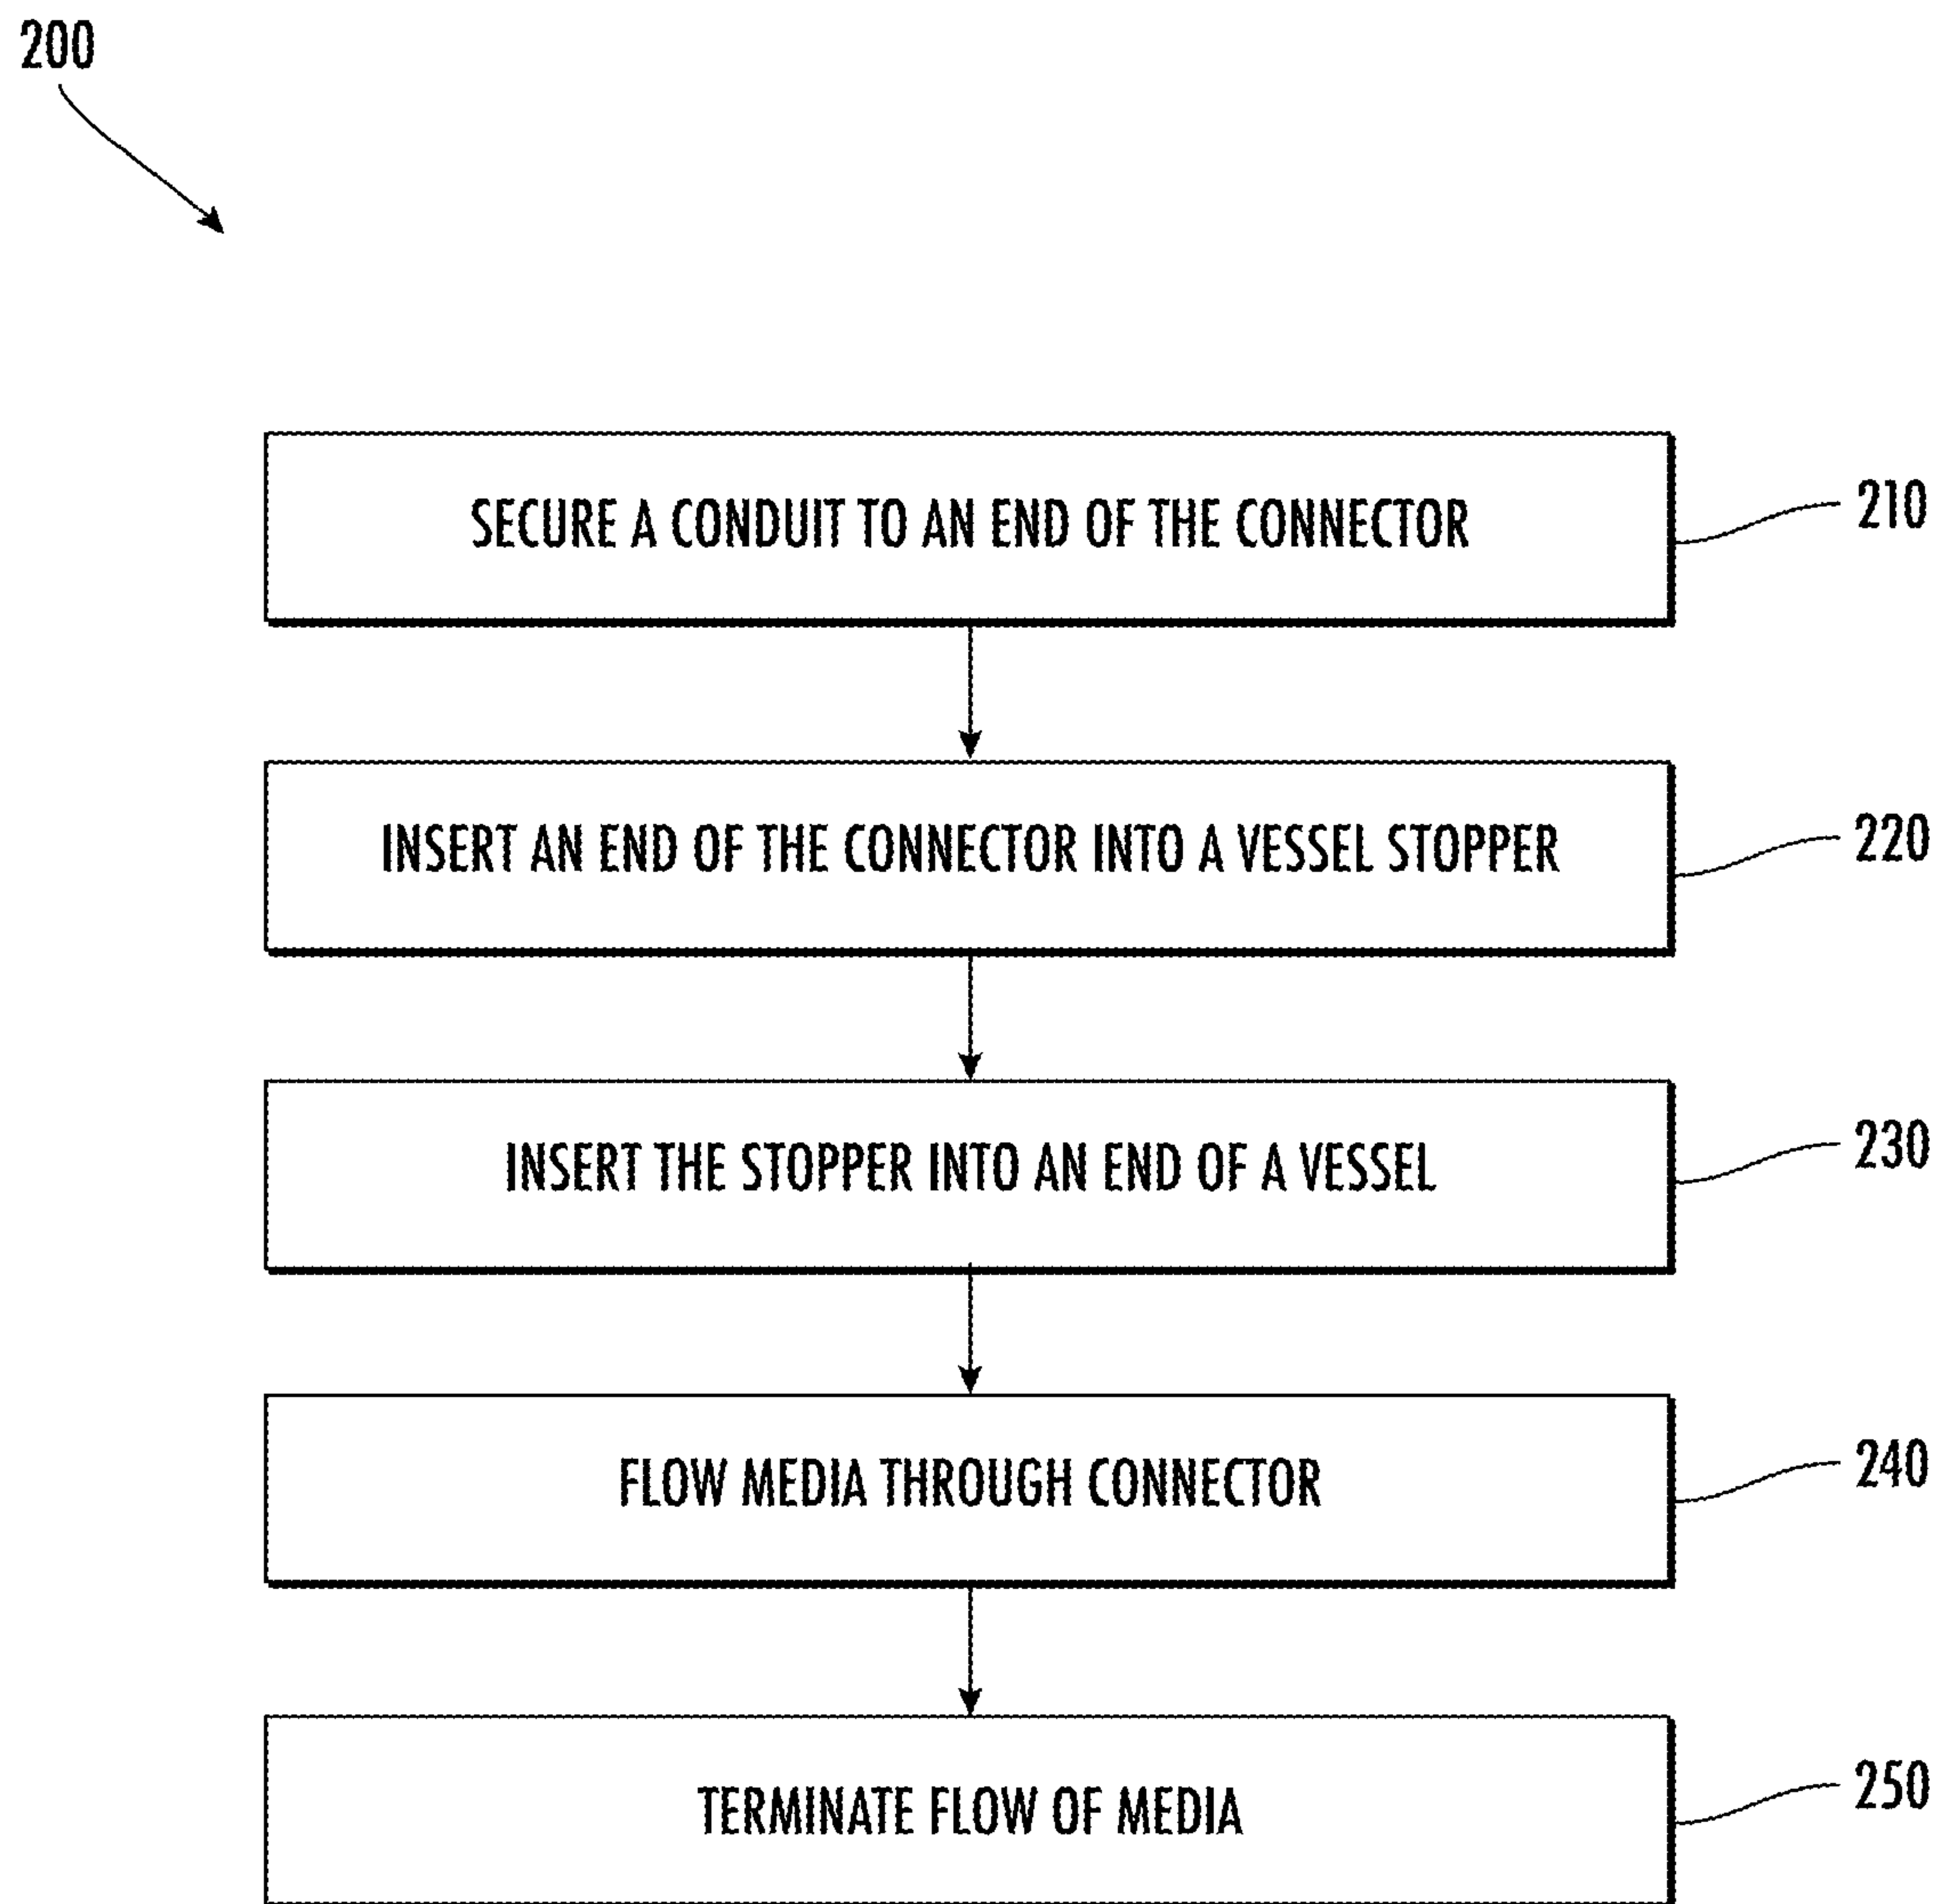 200
SECURE A CONDUIT TO AN END OF THE CONNECTOR
210
INSERT AN END OF THE CONNECTOR INTO A VESSEL STOPPER
220
INSERT THE STOPPER INTO AN END OF A VESSEL
230
FLOW MEDIA THROUGH CONNECTOR
240
TERMINATE FLOW OF MEDIA
250